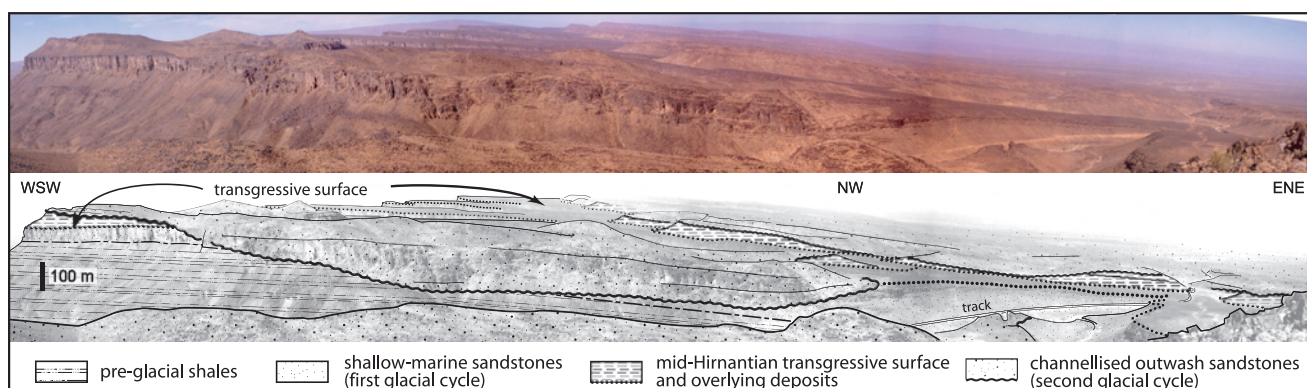 WSW
transgressive surface
NW
ENE
100 m
track
pre-glacial shales
shallow-marine sandstones
(first glacial cycle)
mid-Hirnantian transgressive surface
and overlying deposits
channellised outwash sandstones
(second glacial cycle)